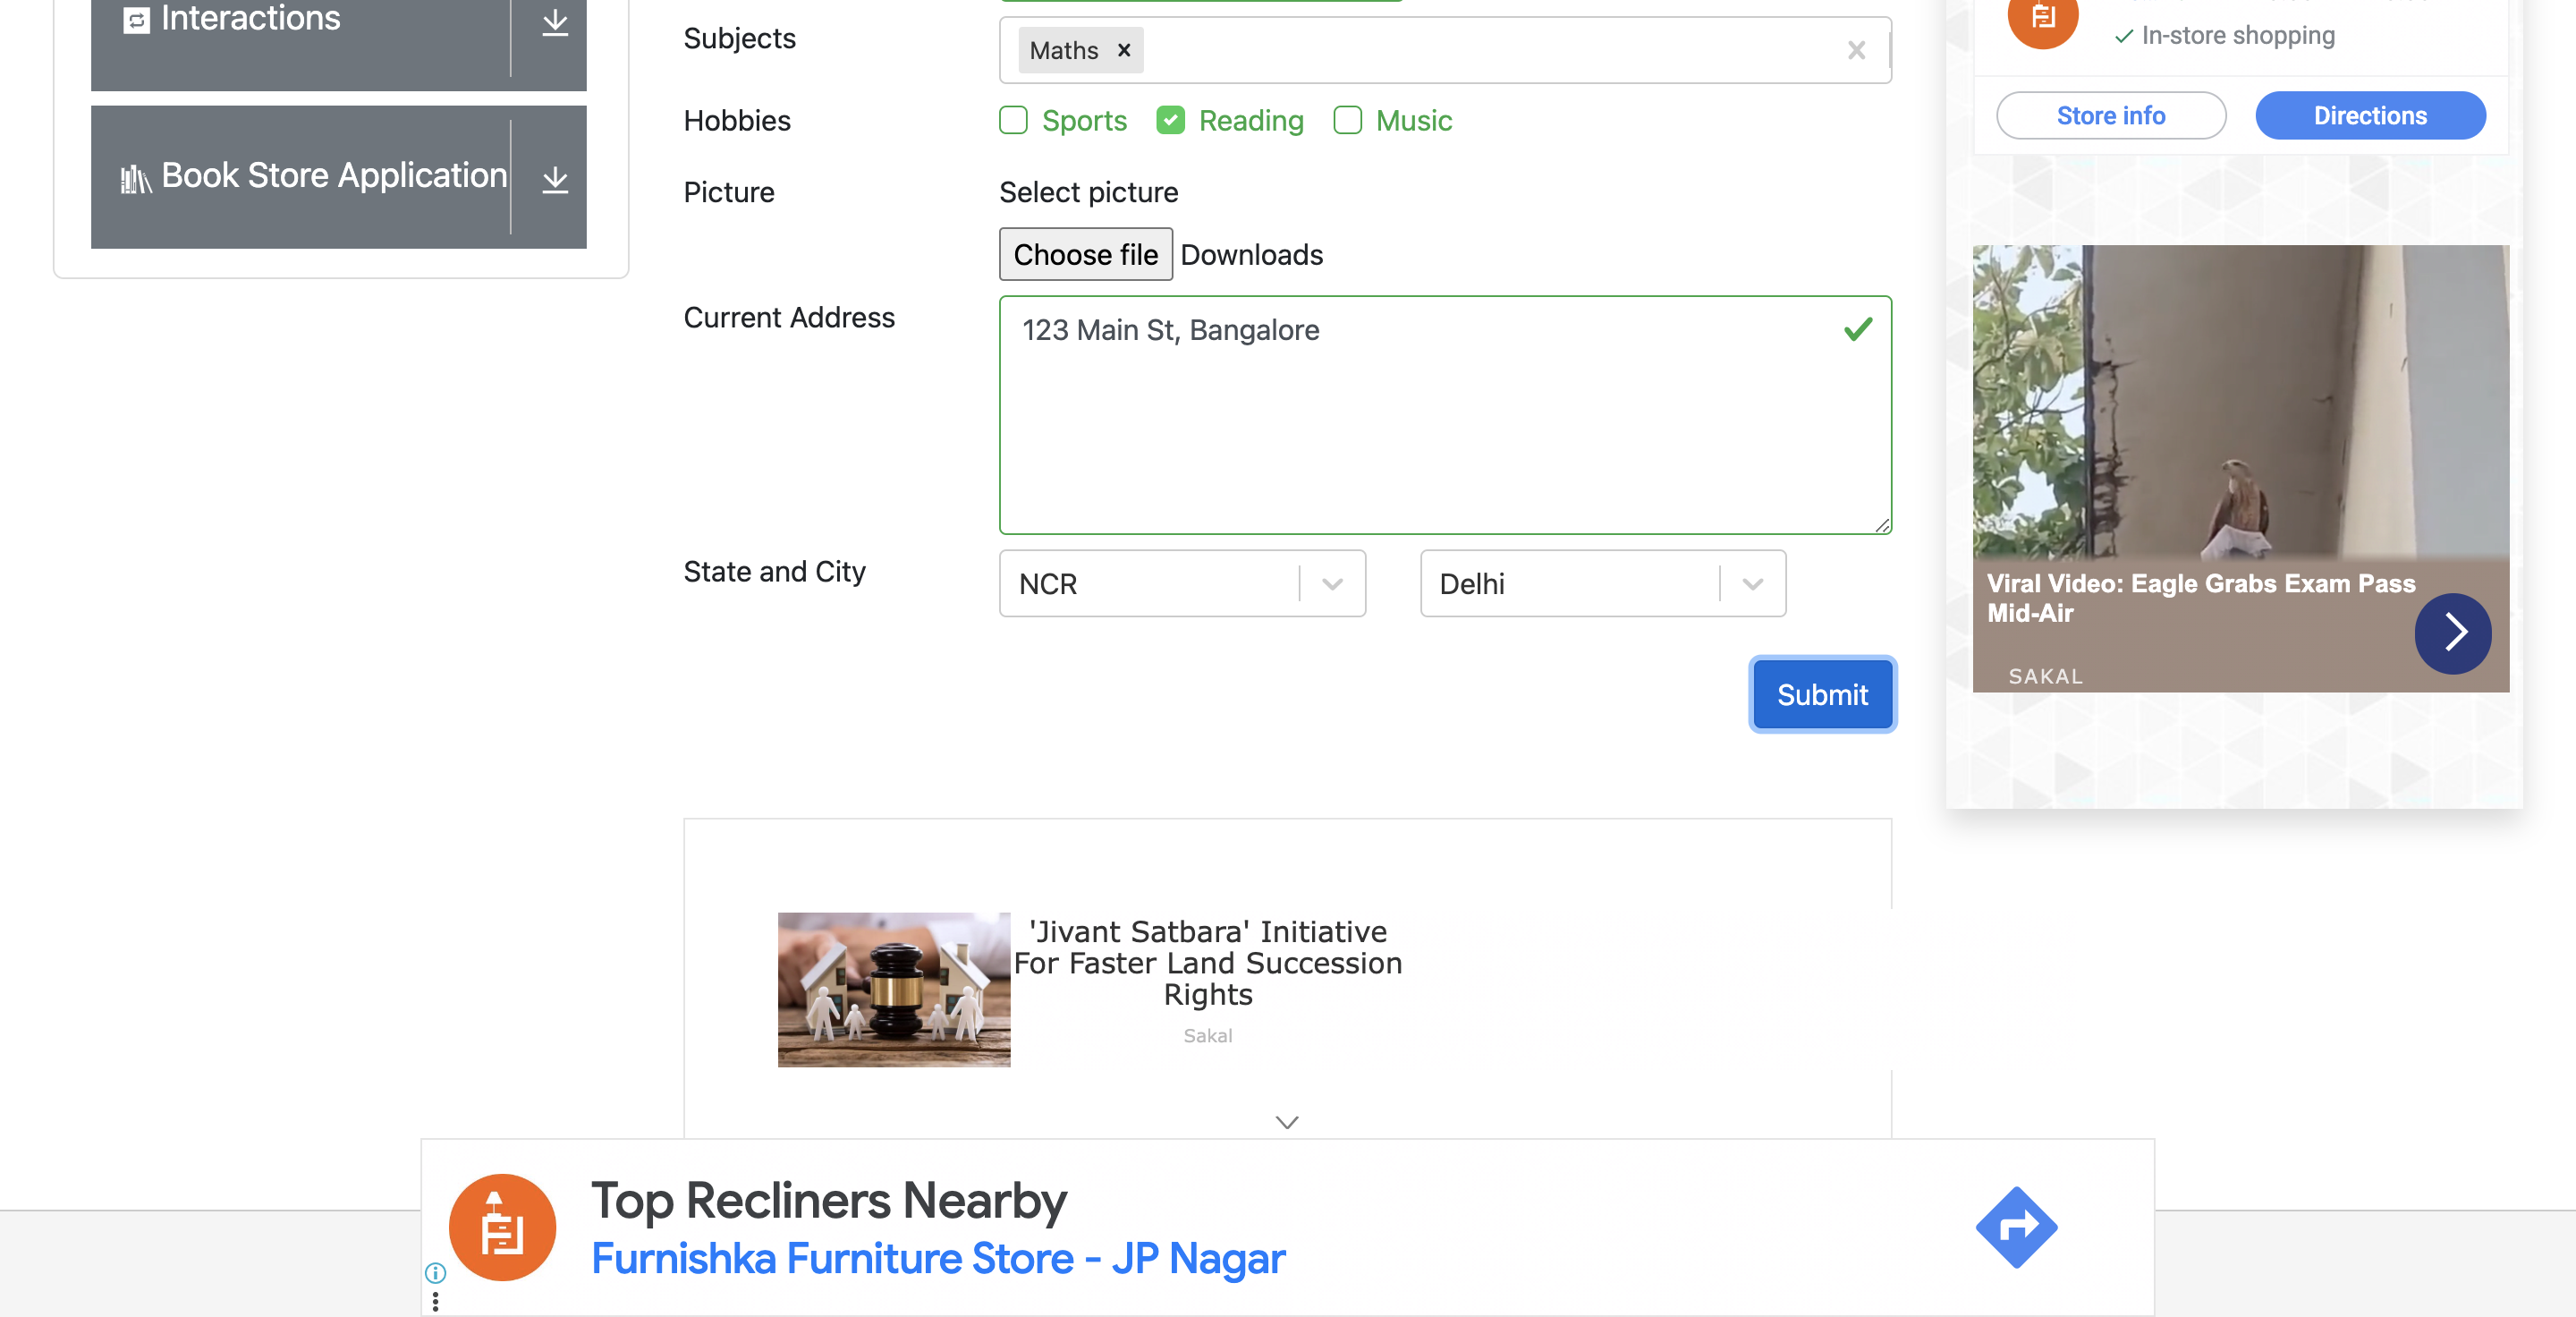 Interactions
Book Store Application
Subjects
Maths
Hobbies
Sports
Reading
Music
Picture
Select picture
Choose file Downloads
Current Address
123 Main St, Bangalore
State and City
NCR
Delhi
Submit
'Jivant Satbara' Initiative
For Faster Land Succession
Rights
Sakal
In-store shopping
Store info
Directions
Viral Video: Eagle Grabs Exam Pass
Mid-Air
SAKAL
Top Recliners Nearby
Furnishka Furniture Store - JP Nagar